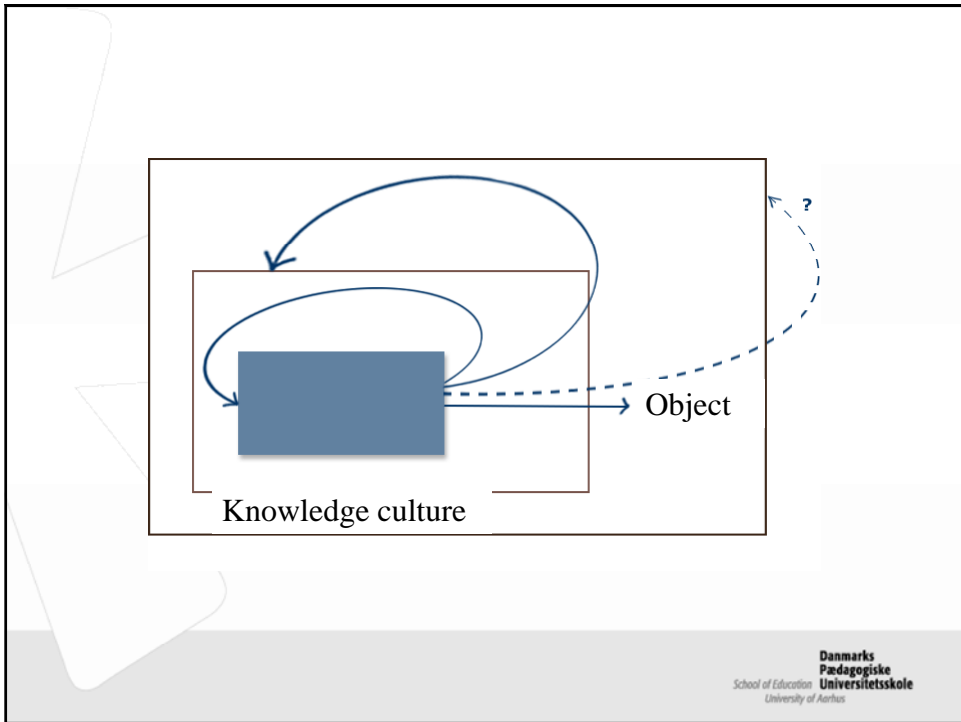 ?
Object
Knowledge culture
Danmarks
Pædagogiske
School of Education Universitetsskole
University of Aarhus